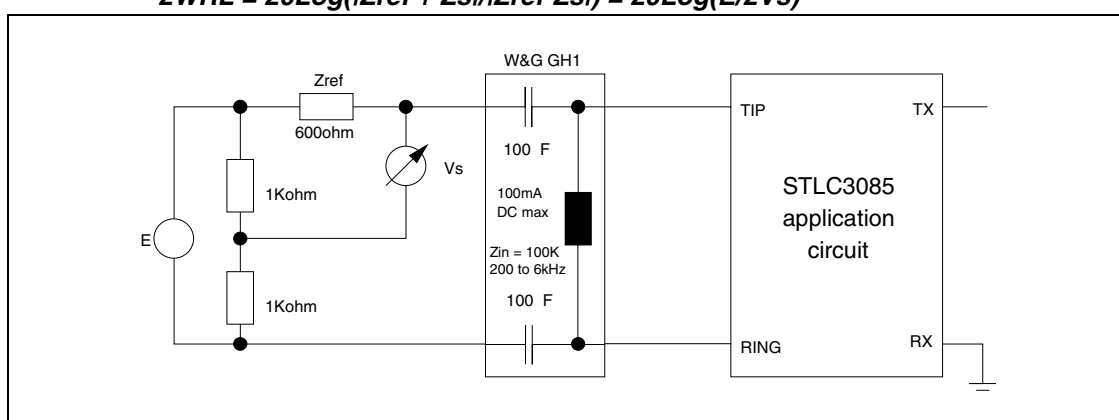 2WRL = 20Log(|Zref + Zs|/|Zref-Zs|) = 20Log(E/2Vs)
W&G GH1
Zref
600ohm
100 F
Vs
1Kohm
E
1Kohm
100mA
DC max
Zin = 100K
200 to 6kHz
100 F
TIP
TX
STLC3085
application
circuit
RING
RX